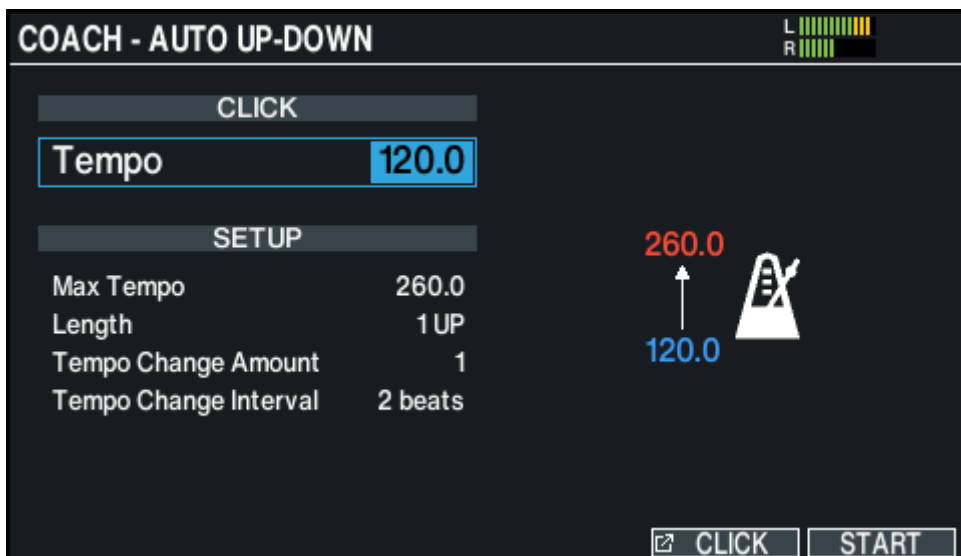 COACH - AUTO UP-DOWN
L
R
CLICK
Tempo 120.0
SETUP
Max Tempo 260.0
Length 1 UP
Tempo Change Amount 1
Tempo Change Interval 2 beats
260.0
120.0
CLICK START